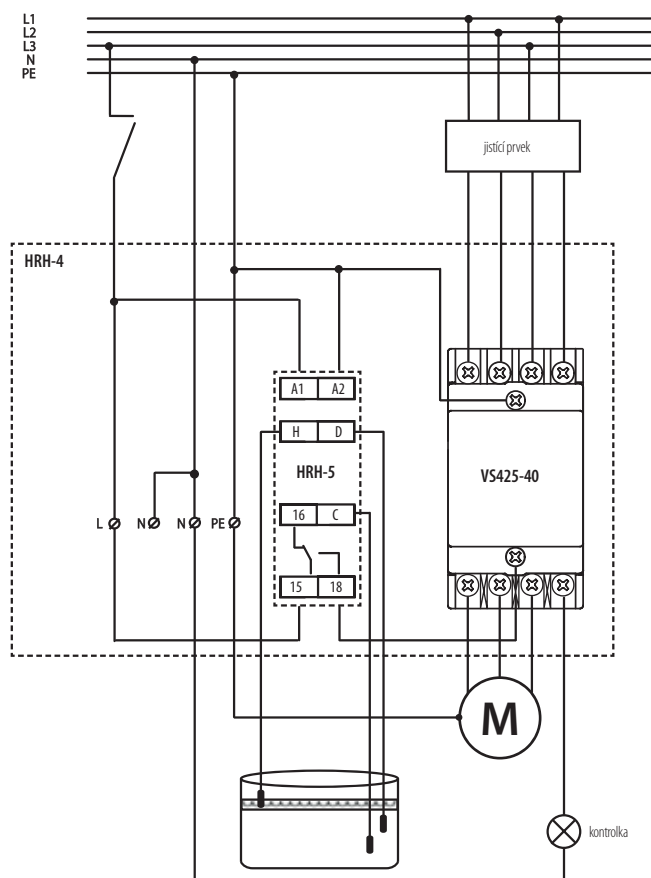 L1
L2
L3
N
PE
jistící prvek
HRH-4
A1 A2
H D
HRH-5
VS425-40
16 C
L N N PE
15 18
M
kontrolka